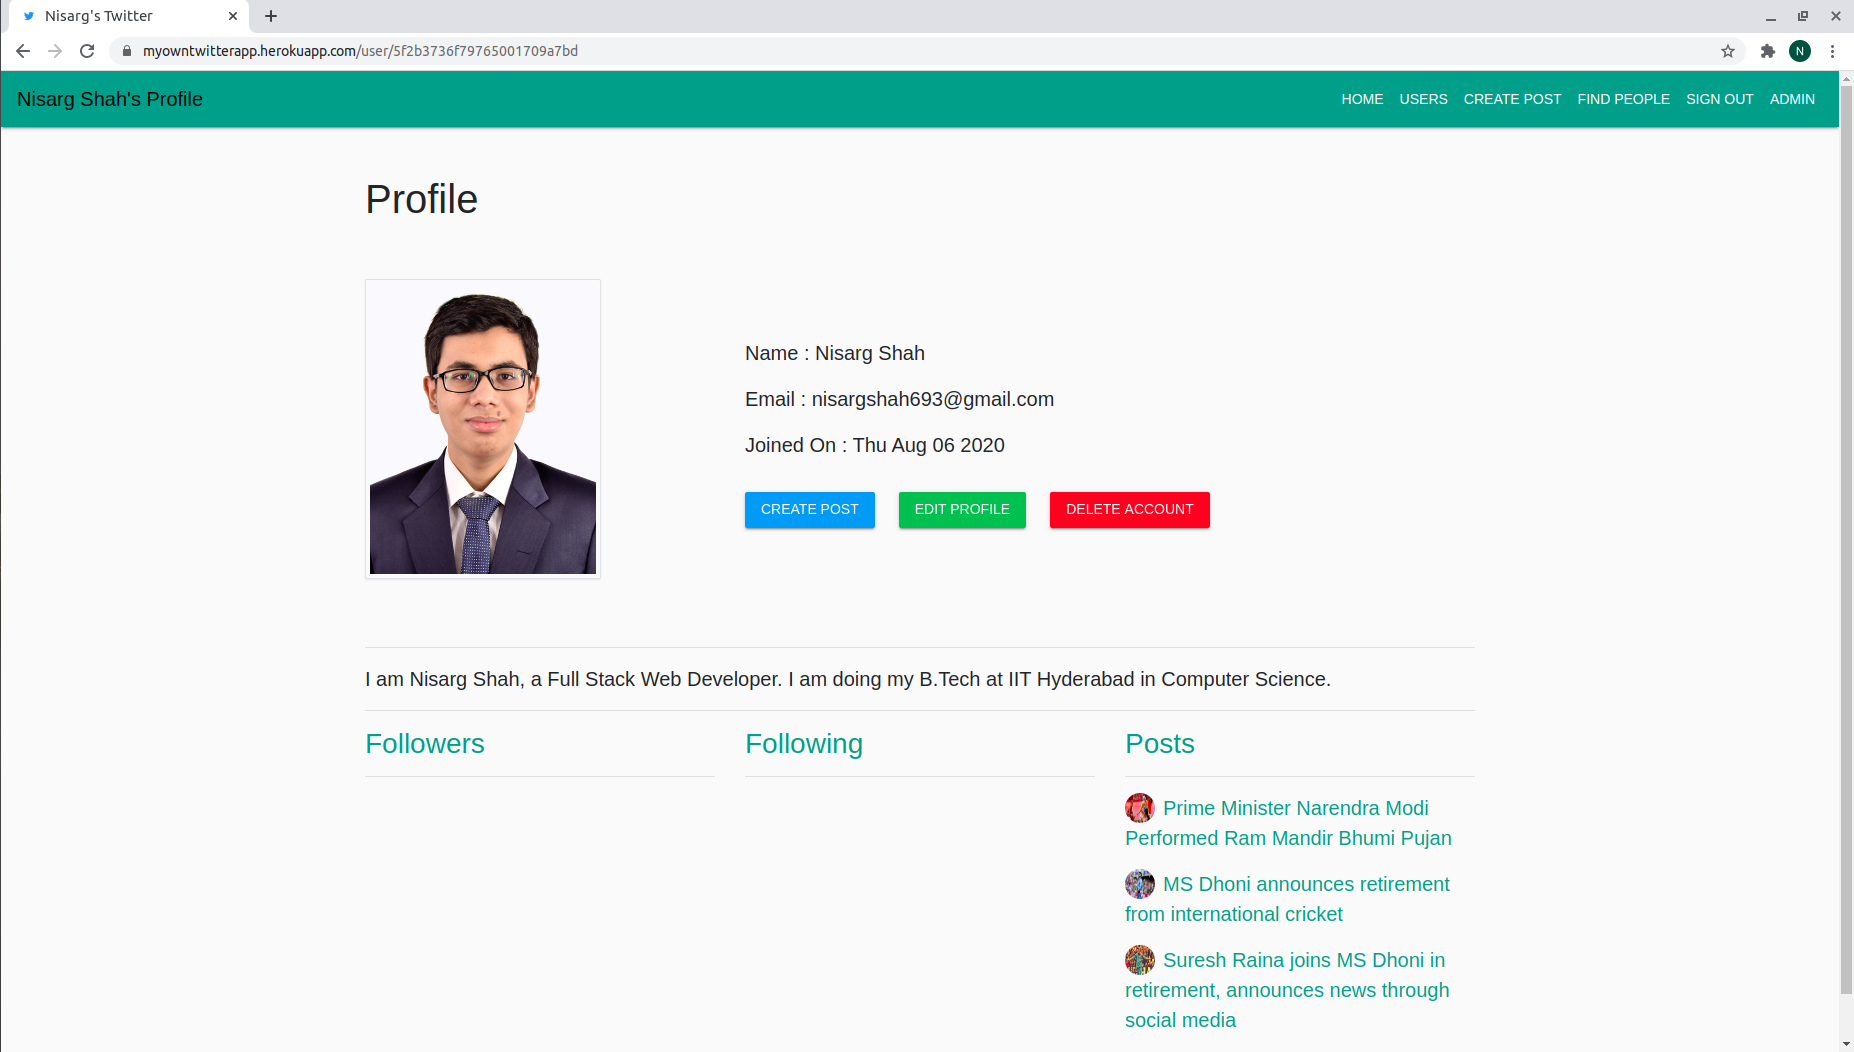 Nisarg's Twitter
myowntwitterapp.herokuapp.com/user/5f2b3736f79765001709a7bd
N
Nisarg Shah's Profile
HOME USERS CREATE POST FIND PEOPLE SIGN OUT ADMIN
Profile
Name : Nisarg Shah
Email : nisargshah693@gmail.com
Joined On : Thu Aug 06 2020
CREATE POST EDIT PROFILE DELETE ACCOUNT
I am Nisarg Shah, a Full Stack Web Developer. I am doing my B.Tech at IIT Hyderabad in Computer Science.
Followers
Following
Posts
Prime Minister Narendra Modi
Performed Ram Mandir Bhumi Pujan
MS Dhoni announces retirement
from international cricket
Suresh Raina joins MS Dhoni in
retirement, announces news through
social media